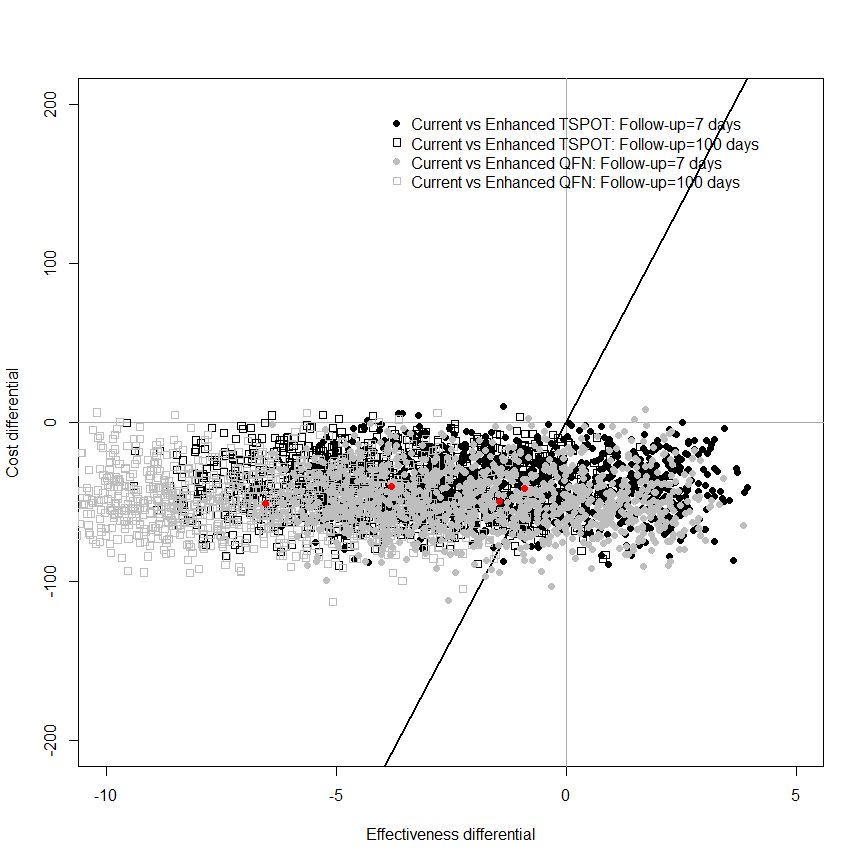 Current vs Enhanced TSPOT: Follow-up=7 days
Current vs Enhanced TSPOT: Follow-up=100 days
Current vs Enhanced QFN: Follow-up=7 days
Current vs Enhanced QFN: Follow-up=100 days
200
100
0
-100
-200
Cost differential
-10
-5
0
5
Effectiveness differential